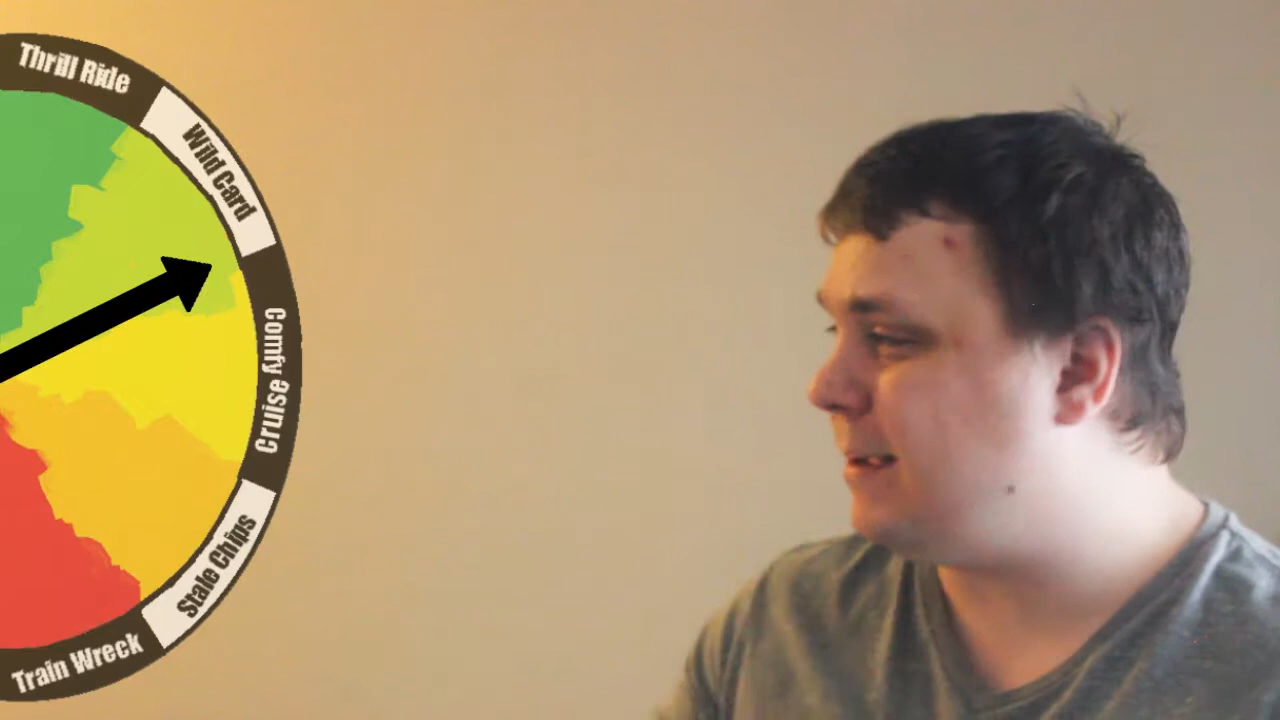 Thrill Ride
Wild Card
Comfy Cruise
Stale Chips
Train Wreck